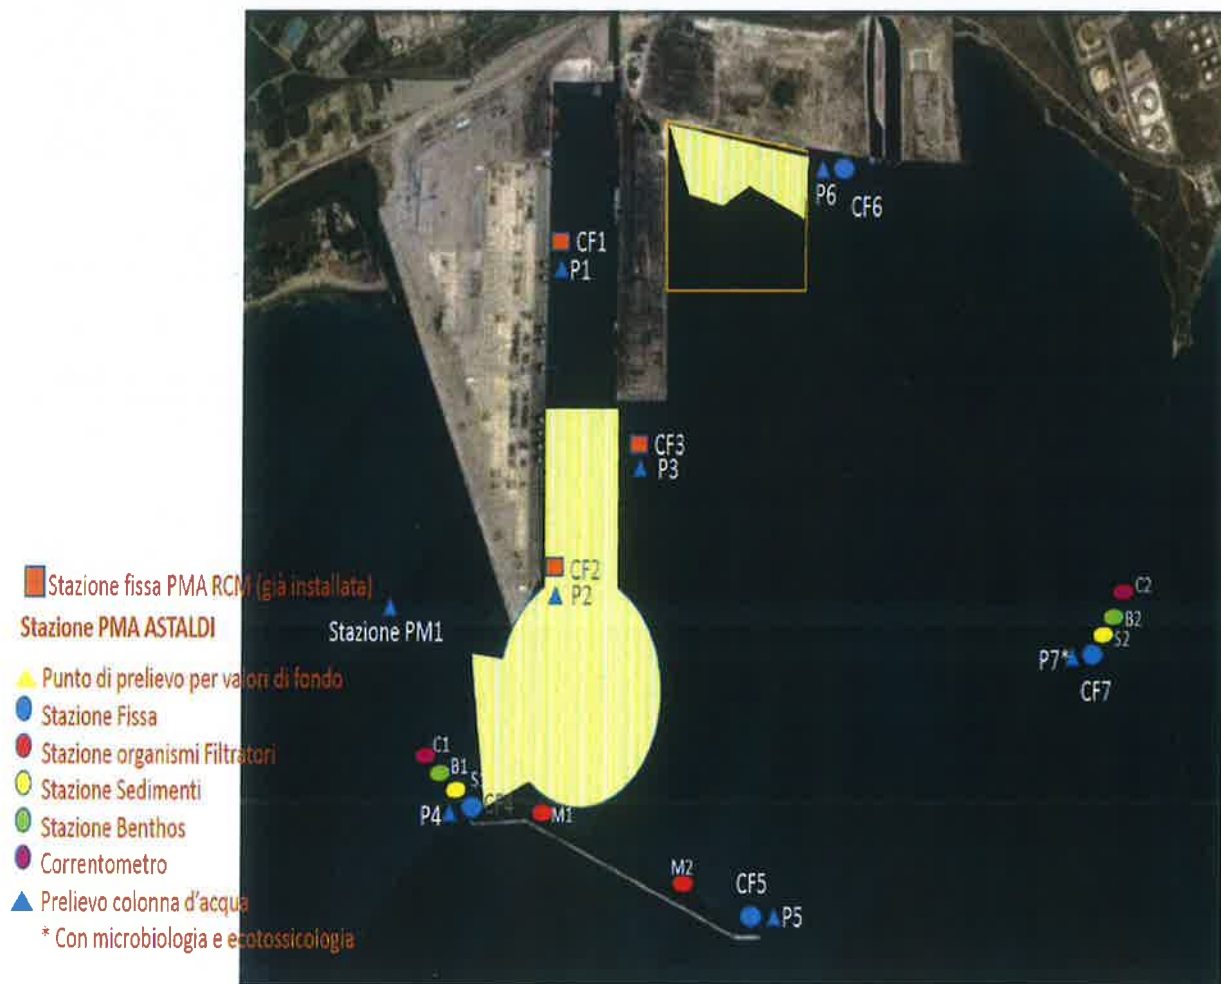 P6
CF6
CF1
P1
CF3
P3
CF2
P2
Stazione fissa PMA RCM (già installata)
Stazione PMA ASTALDI
Stazione PM1
Punto di prelievo per valori di fondo
Stazione Fissa
Stazione organismi Filtratori
Stazione Sedimenti
Stazione Benthos
Correntometro
Prelievo colonna d'acqua
* Con microbiologia e ecotossicologia
C2
B2
S2
P7*
CF7
C1
B1
P4
M1
M2
CF5
P5